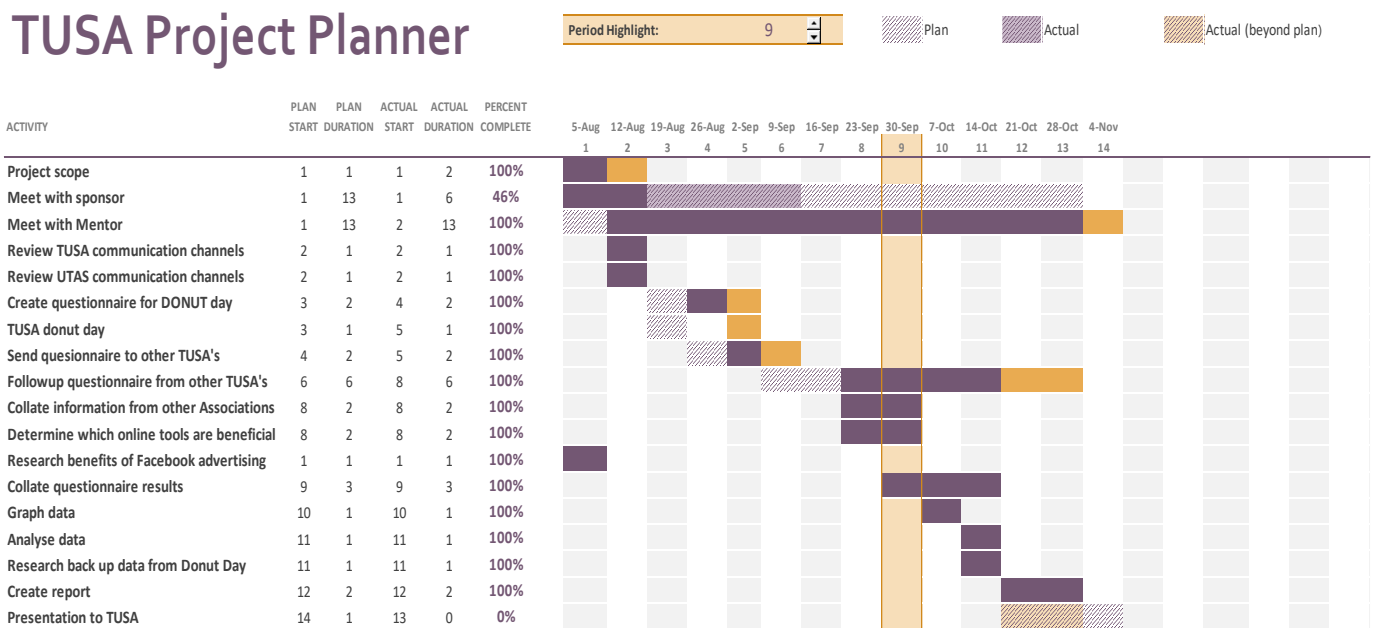 TUSA Project Planner
Period Highlight: 9
Plan
Actual
Actual (beyond plan)
PLAN PLAN ACTUAL ACTUAL PERCENT
ACTIVITY START DURATION START DURATION COMPLETE 5-Aug 12-Aug 19-Aug 26-Aug 2-Sep 9-Sep 16-Sep 23-Sep 30-Sep 7-Oct 14-Oct 21-Oct 28-Oct 4-Nov
1 2 3 4 5 6 7 8 9 10 11 12 13 14
Project scope 1 1 1 2 100%
Meet with sponsor 1 13 1 6 46%
Meet with Mentor 1 13 2 13 100%
Review TUSA communication channels 2 1 2 1 100%
Review UTAS communication channels 2 1 2 1 100%
Create questionnaire for DONUT day 3 2 4 2 100%
TUSA donut day 3 1 5 1 100%
Send quesionnaire to other TUSA's 4 2 5 2 100%
Followup questionnaire from other TUSA's 6 6 8 6 100%
Collate information from other Associations 8 2 8 2 100%
Determine which online tools are beneficial 8 2 8 2 100%
Research benefits of Facebook advertising 1 1 1 1 100%
Collate questionnaire results 9 3 9 3 100%
Graph data 10 1 10 1 100%
Analyse data 11 1 11 1 100%
Research back up data from Donut Day 11 1 11 1 100%
Create report 12 2 12 2 100%
Presentation to TUSA 14 1 13 0 0%